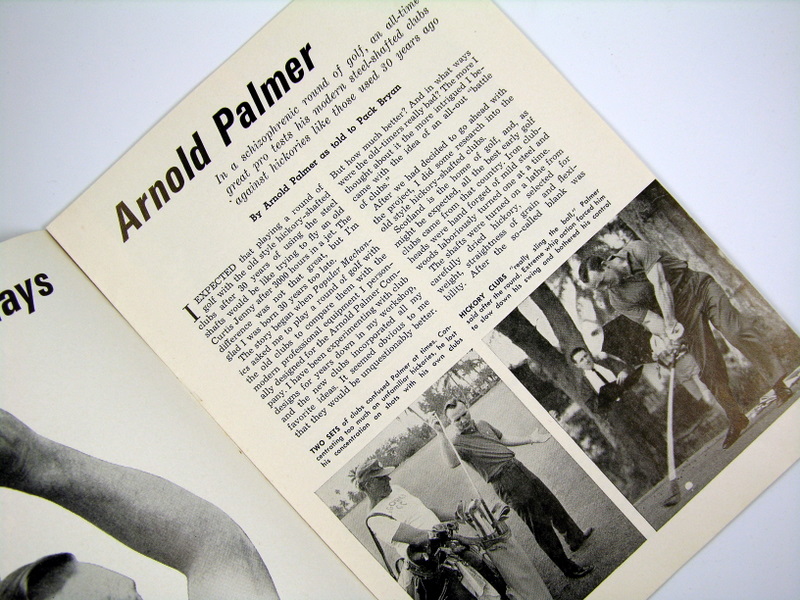 ays
Arnold Palmer
In a schizophrenic round of golf, an all-time
great pro tests his modern steel-shafted clubs
against hickories like those used 30 years ago
By Arnold Palmer as told to Pack Bryan
I EXPECTED that playing a round of
golf with the old style hickory-shafted
clubs after 30 years of using the steel
shafts would be like trying to fly an old
Curtis Jenny after 3000 hours in a jet. The
difference was not that great, but I'm
glad I was born 30 years too late.
The story began when Popular Mechan-
ics asked me to play a round of golf with
the old clubs to compare them with the
modern professional equipment I person-
ally designed for the Arnold Palmer Com-
pany. I have been experimenting with club
designs for years down in my workshop,
and the new clubs incorporated all my
favorite ideas. It seemed obvious to me
that they would be unquestionably better.
But how much better? And in what ways
were the old-timers really bad? The more I
thought about it the more intrigued I be-
came with the idea of an all-out "battle
of clubs."
After we had decided to go ahead with
the project, I did some research into the
old style hickory-shafted clubs.
Scotland is the home of golf, and, as
might be expected, all the best early golf
clubs came from that country. Iron club-
heads were hand forged of mild steel and
woods laboriously turned one at a time.
The shafts were turned on a lathe from
carefully dried hickory, selected for
weight, straightness of grain and flexi-
bility. After the so-called blank was
TWO SETS of clubs confused Palmer at times. Con-
centrating too much on unfamiliar hickories, he lost
his concentration on shots with his own clubs
HICKORY CLUBS "really sling the ball," Palmer
said after the round. Extreme whip action forced him
to slow down his swing and bothered his control